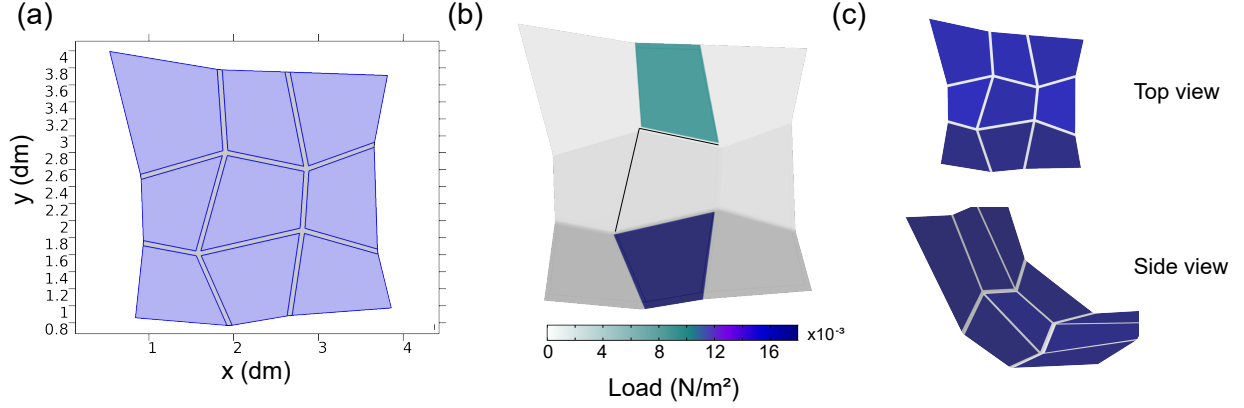 (a)
(b)
(c)
4
3.8
3.6
3.4
3.2
3
2.8
2.6
2.4
2.2
2
1.8
1.6
1.4
1.2
1
0.8
y (dm)
1 2 3 4
x (dm)
0 4 8 12 16 x10⁻³
Load (N/m²)
Top view
Side view